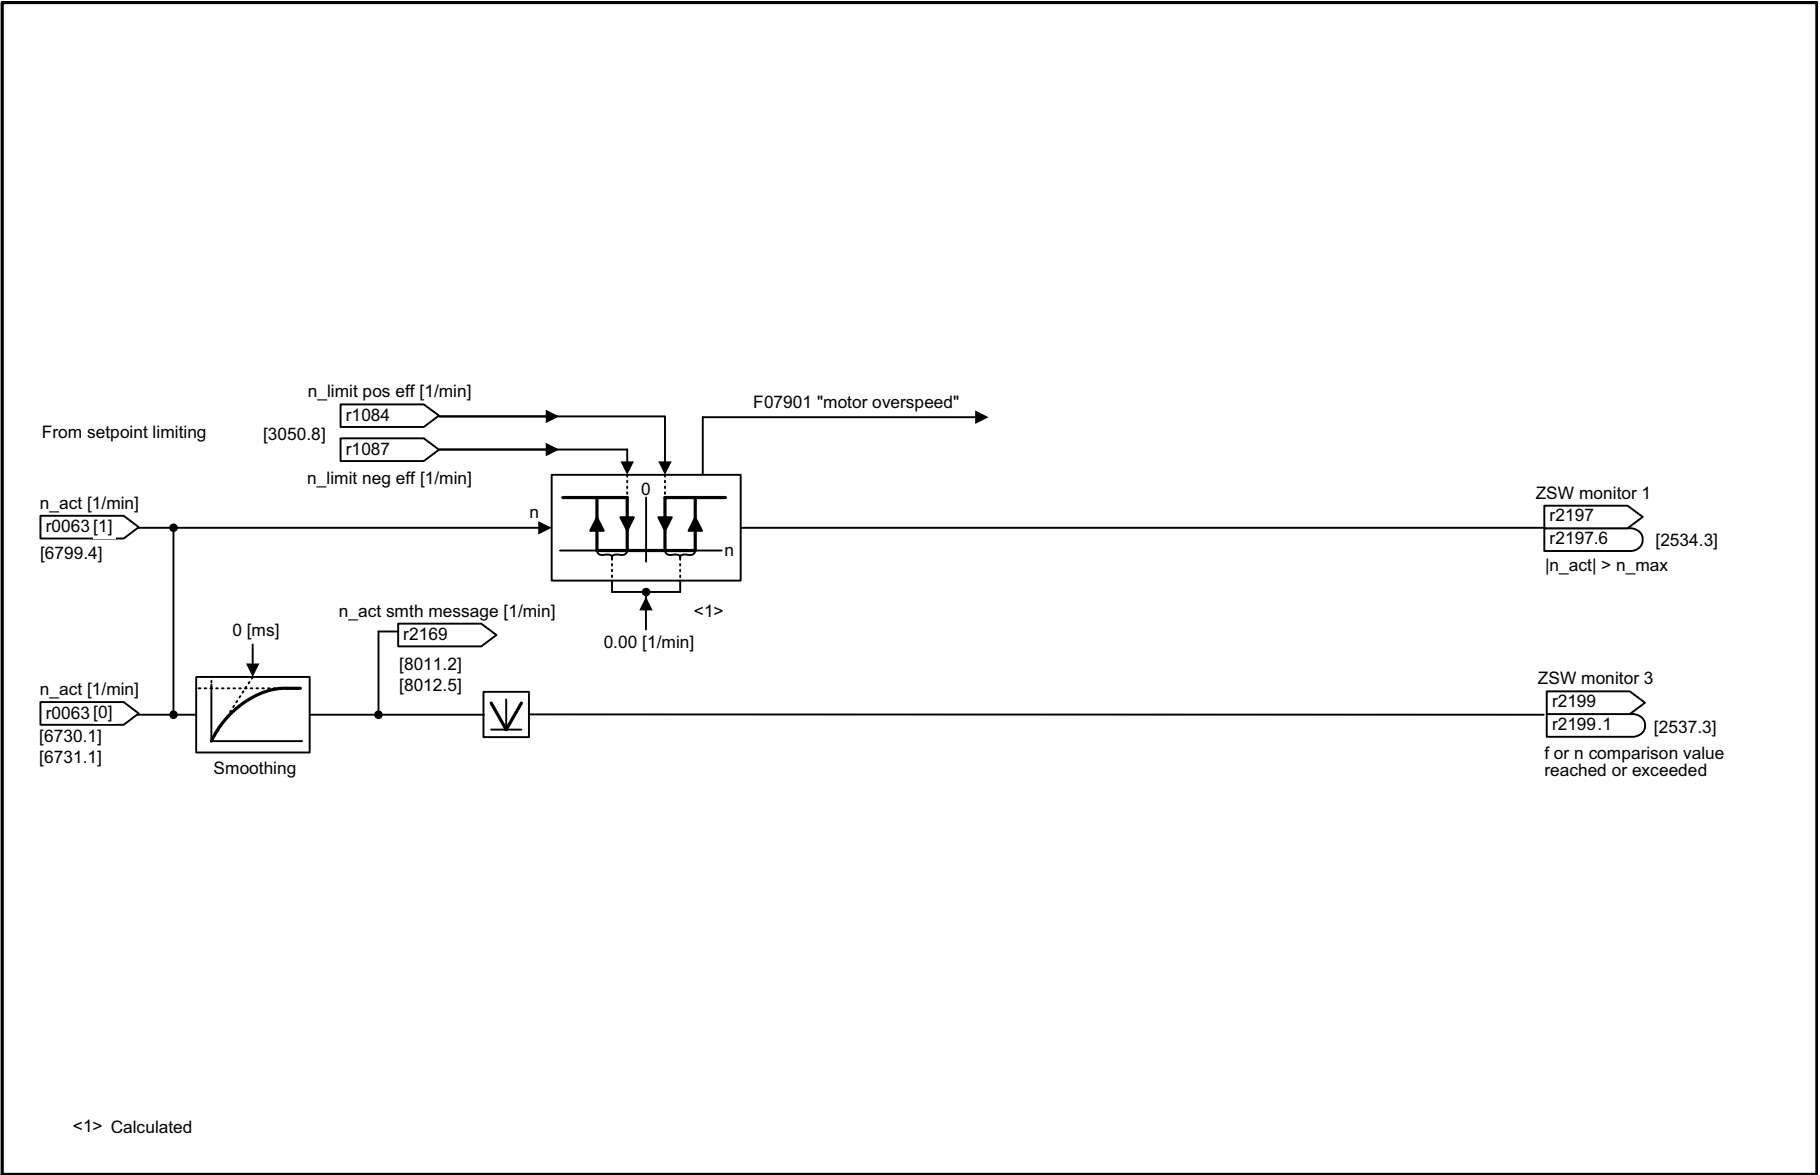 n_limit pos eff [1/min]
r1084
F07901 "motor overspeed"
From setpoint limiting
[3050.8]
r1087
n_limit neg eff [1/min]
n_act [1/min]
r0063 [1]
[6799.4]
n
0
n
ZSW monitor 1
r2197
r2197.6
[2534.3]
|n_act| > n_max
<1>
0.00 [1/min]
n_act smth message [1/min]
r2169
[8011.2]
[8012.5]
0 [ms]
n_act [1/min]
r0063 [0]
[6730.1]
[6731.1]
Smoothing
ZSW monitor 3
r2199
r2199.1
[2537.3]
f or n comparison value
reached or exceeded
<1> Calculated